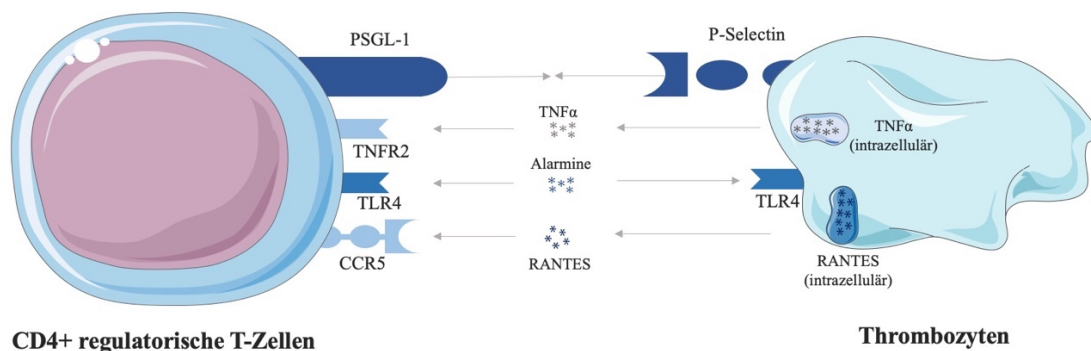 PSGL-1
P-Selectin
TNFα
TNFR2
TNFα
(intrazellulär)
Alarmine
TLR4
TLR4
CCR5
RANTES
RANTES
(intrazellulär)
CD4+ regulatorische T-Zellen
Thrombozyten